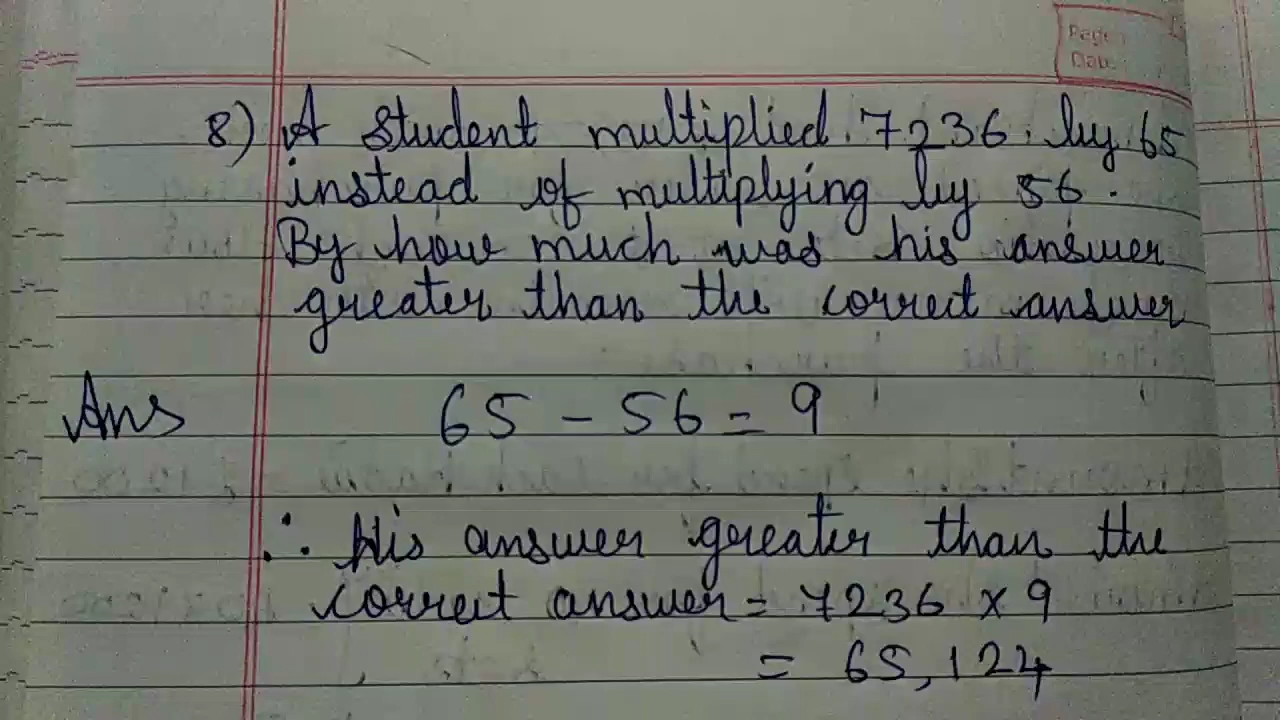 Page
Date
8) A student multiplied 7236 by 65
instead of multiplying by 56.
By how much was his answer
greater than the correct answer
Ans 65 - 56 = 9
∴ His answer greater than the
correct answer = 7236 x 9
= 65,124